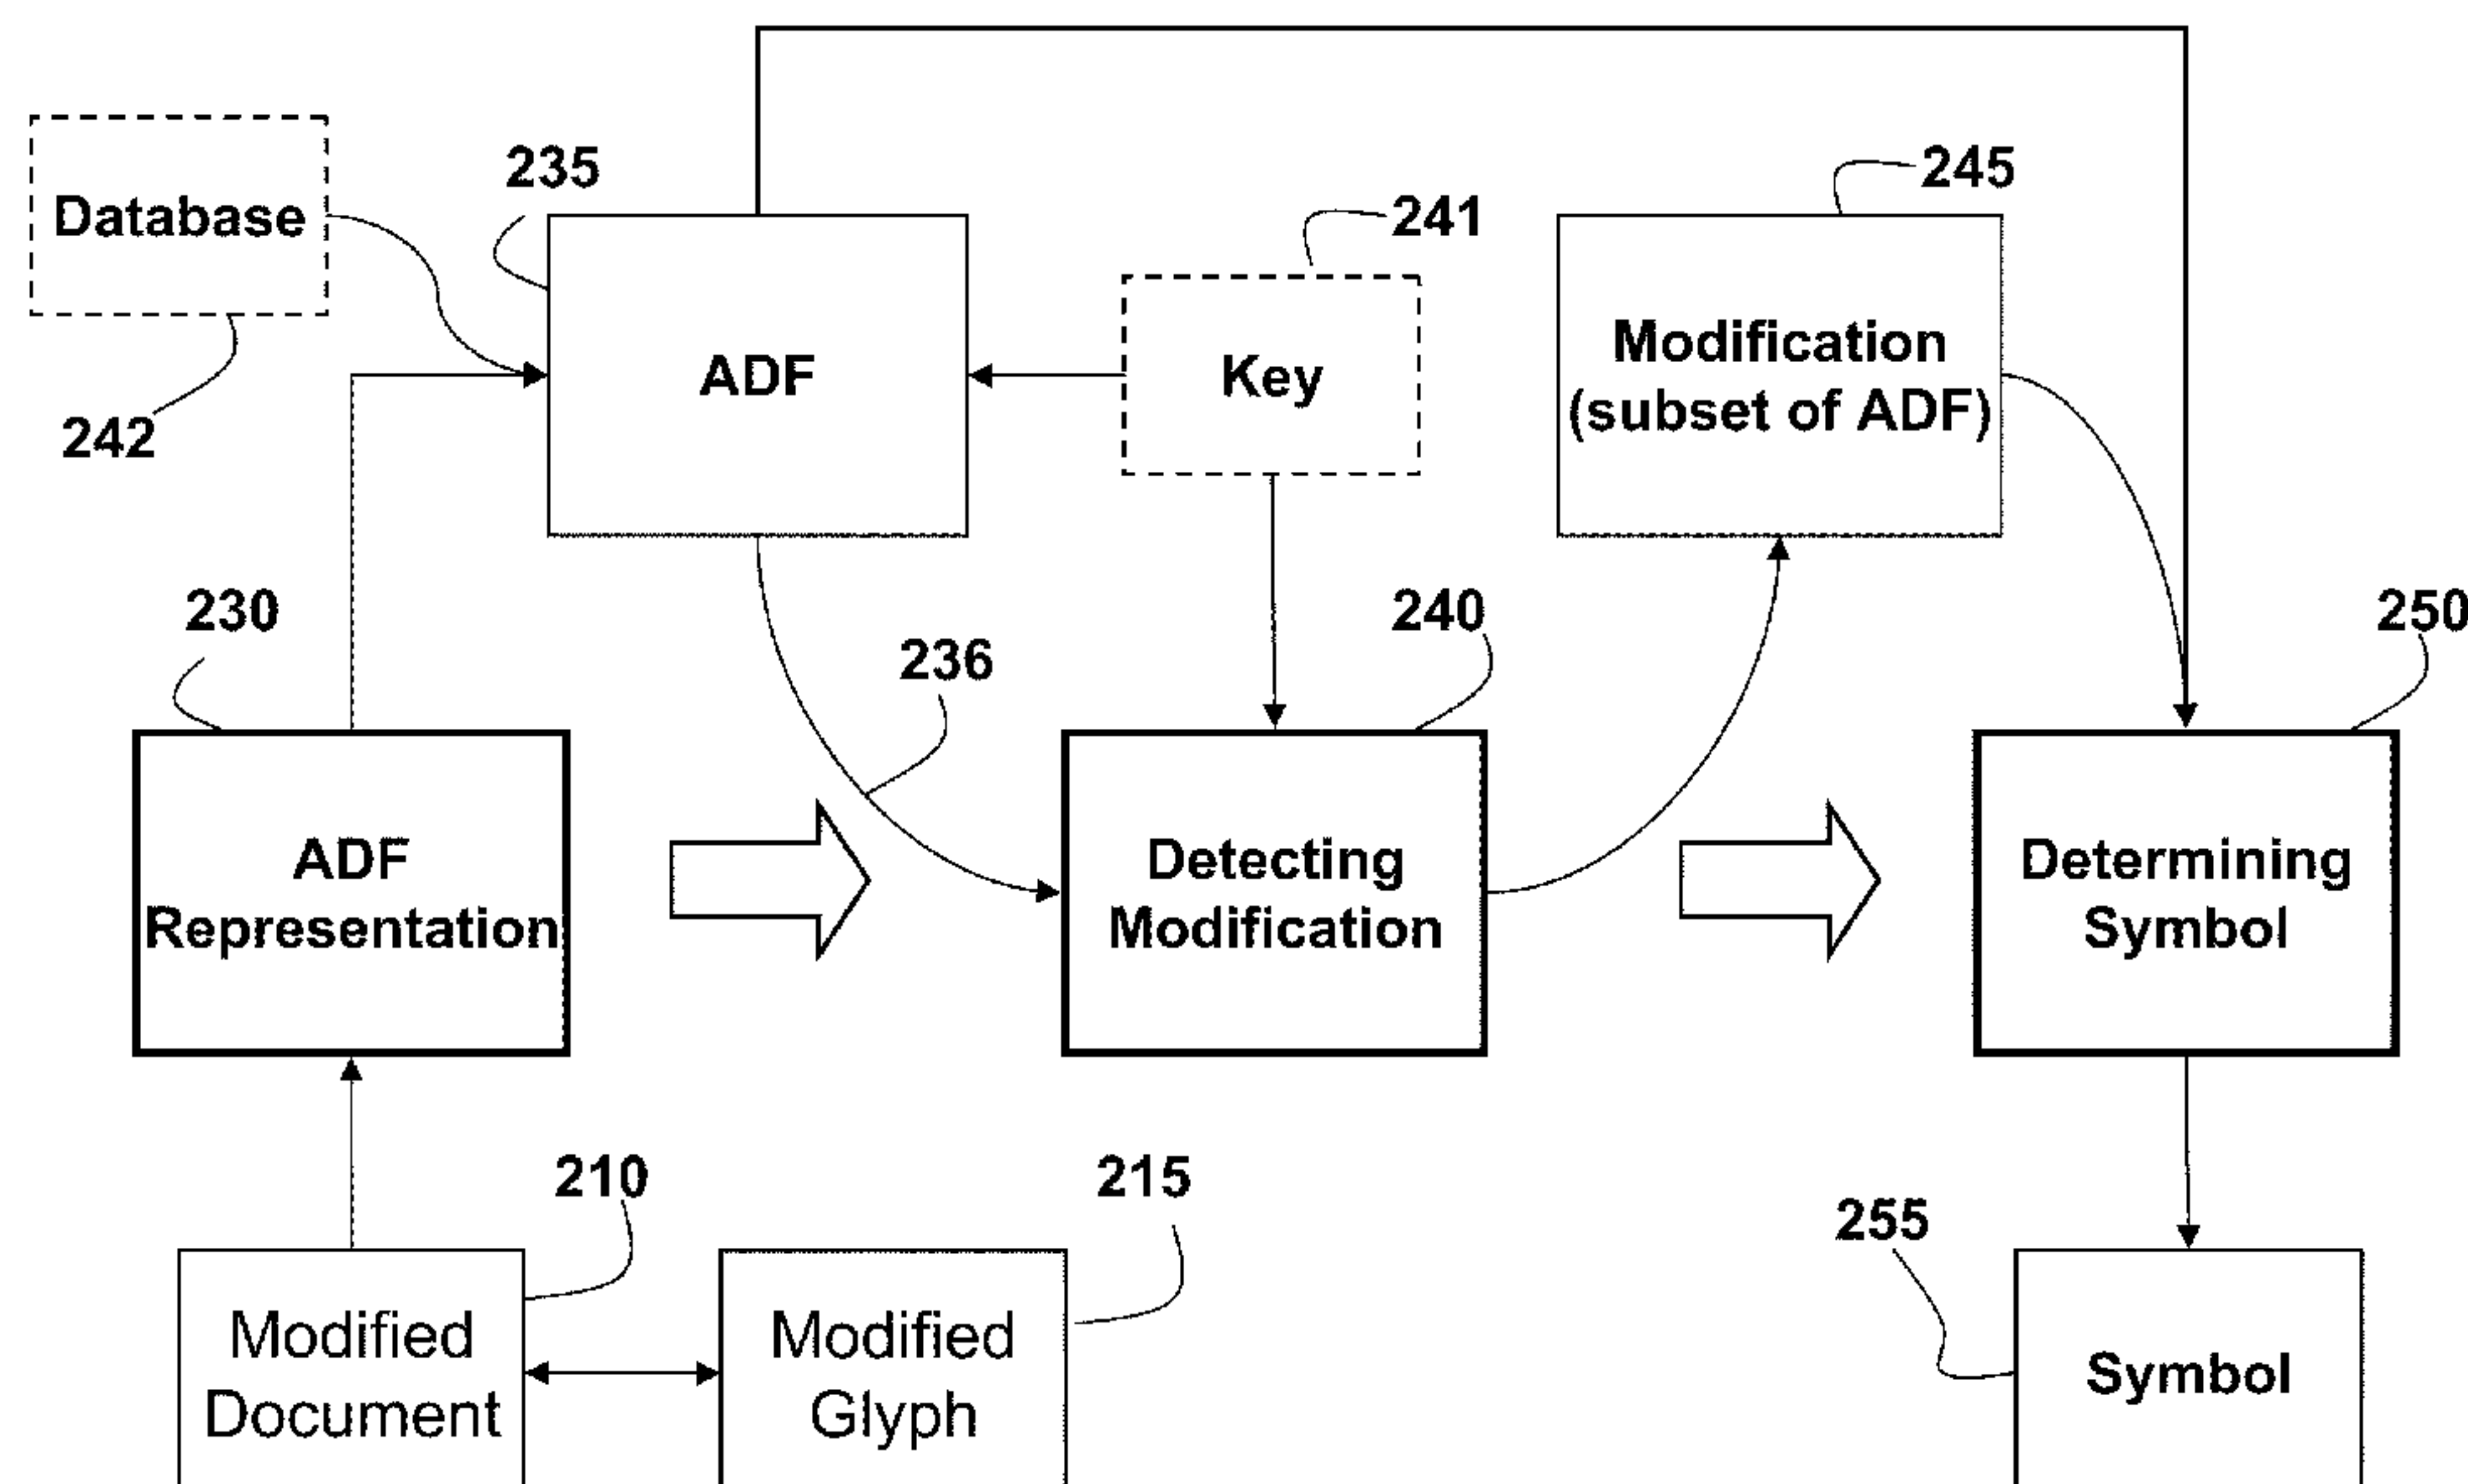 235
245
Database
241
242
ADF
Key
Modification
(subset of ADF)
230
236
240
250
ADF
Representation
Detecting
Modification
Determining
Symbol
210
215
255
Modified
Document
Modified
Glyph
Symbol